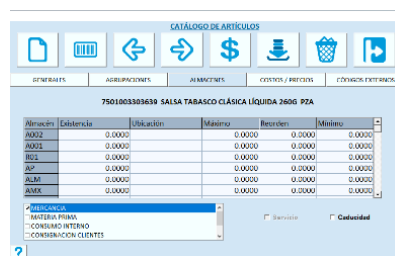 CATÁLOGO DE ARTÍCULOS
GENERALES AGRUPACIONES ALMACENES COSTOS / PRECIOS CÓDIGOS EXTERNOS
7501003303639 SALSA TABASCO CLÁSICA LÍQUIDA 260G PZA
Almacén Existencia Ubicación Máximo Reorden Mínimo
A002 0.0000 0.0000 0.0000 0.0000
A001 0.0000 0.0000 0.0000 0.0000
R01 0.0000 0.0000 0.0000 0.0000
AP 0.0000 0.0000 0.0000 0.0000
ALM 0.0000 0.0000 0.0000 0.0000
AMX 0.0000 0.0000 0.0000 0.0000
MERCANCIA
MATERIA PRIMA
CONSUMO INTERNO
CONSIGNACION CLIENTES
Servicio Caducidad
?